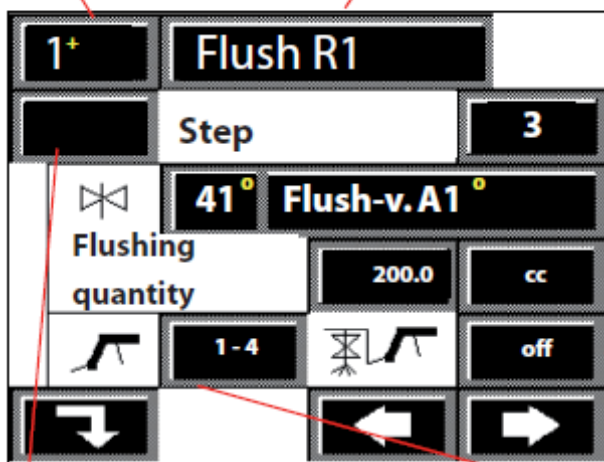 1+ Flush R1
Step 3
41° Flush-v. A1 °
Flushing
quantity
200.0 cc
1 - 4 off